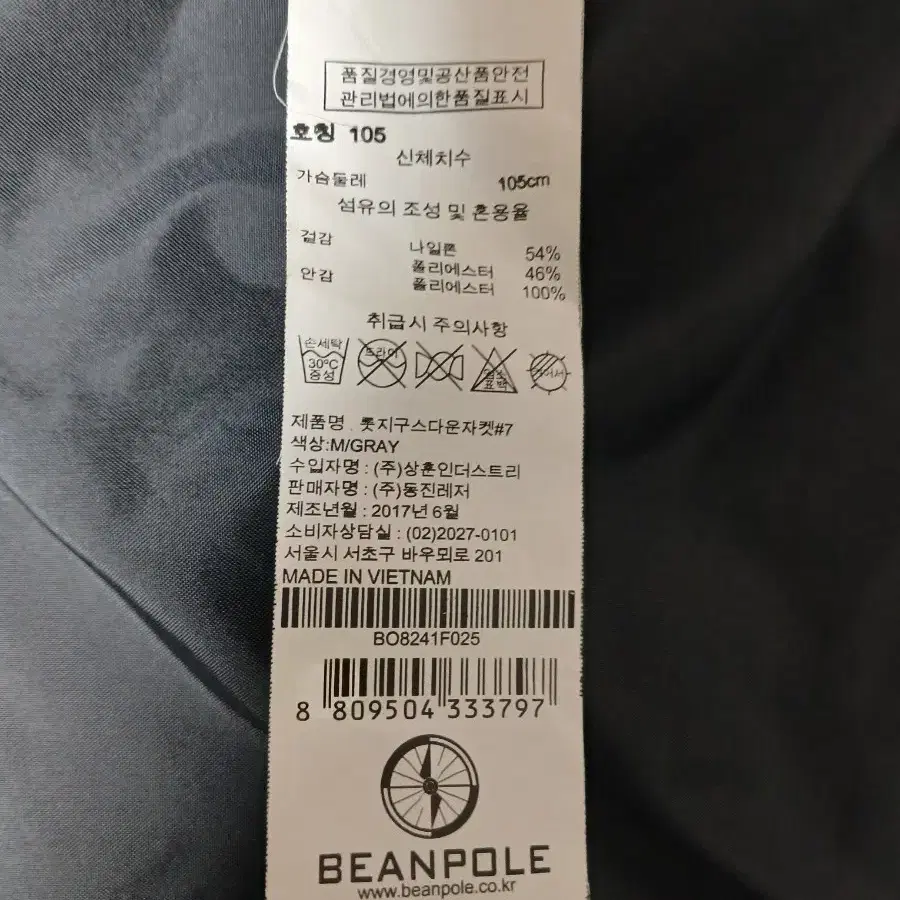 품질경영및공산품안전
관리법에의한품질표시
호칭 105
신체치수
가슴둘레 105cm
섬유의 조성 및 혼용율
겉감 나일론 54%
폴리에스터 46%
안감 폴리에스터 100%
취급시 주의사항
손세탁 드라이
30℃ 염소
중성 표백
제품명 . 룻지구스다운자켓#7
색상:M/GRAY
수입자명 : (주)상훈인더스트리
판매자명 : (주)동진레저
제조년월 : 2017년 6월
소비자상담실 : (02)2027-0101
서울시 서초구 바우뫼로 201
MADE IN VIETNAM
BO8241F025
8 809504 333797
BEANPOLE
www.beanpole.co.kr